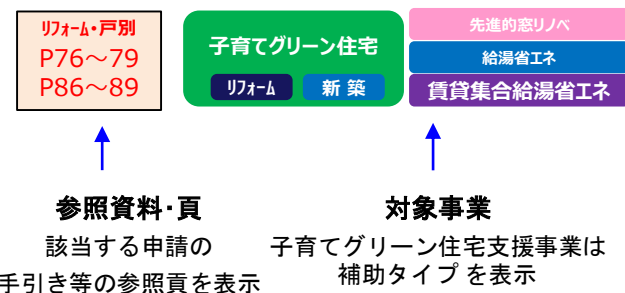 リフォーム・戸別
P76～79
P86～89
子育てグリーン住宅
リフォーム
新 築
先進的窓リノベ
給湯省エネ
賃貸集合給湯省エネ
参照資料・頁
該当する申請の
手引き等の参照頁を表示
対象事業
子育てグリーン住宅支援事業は
補助タイプ を表示